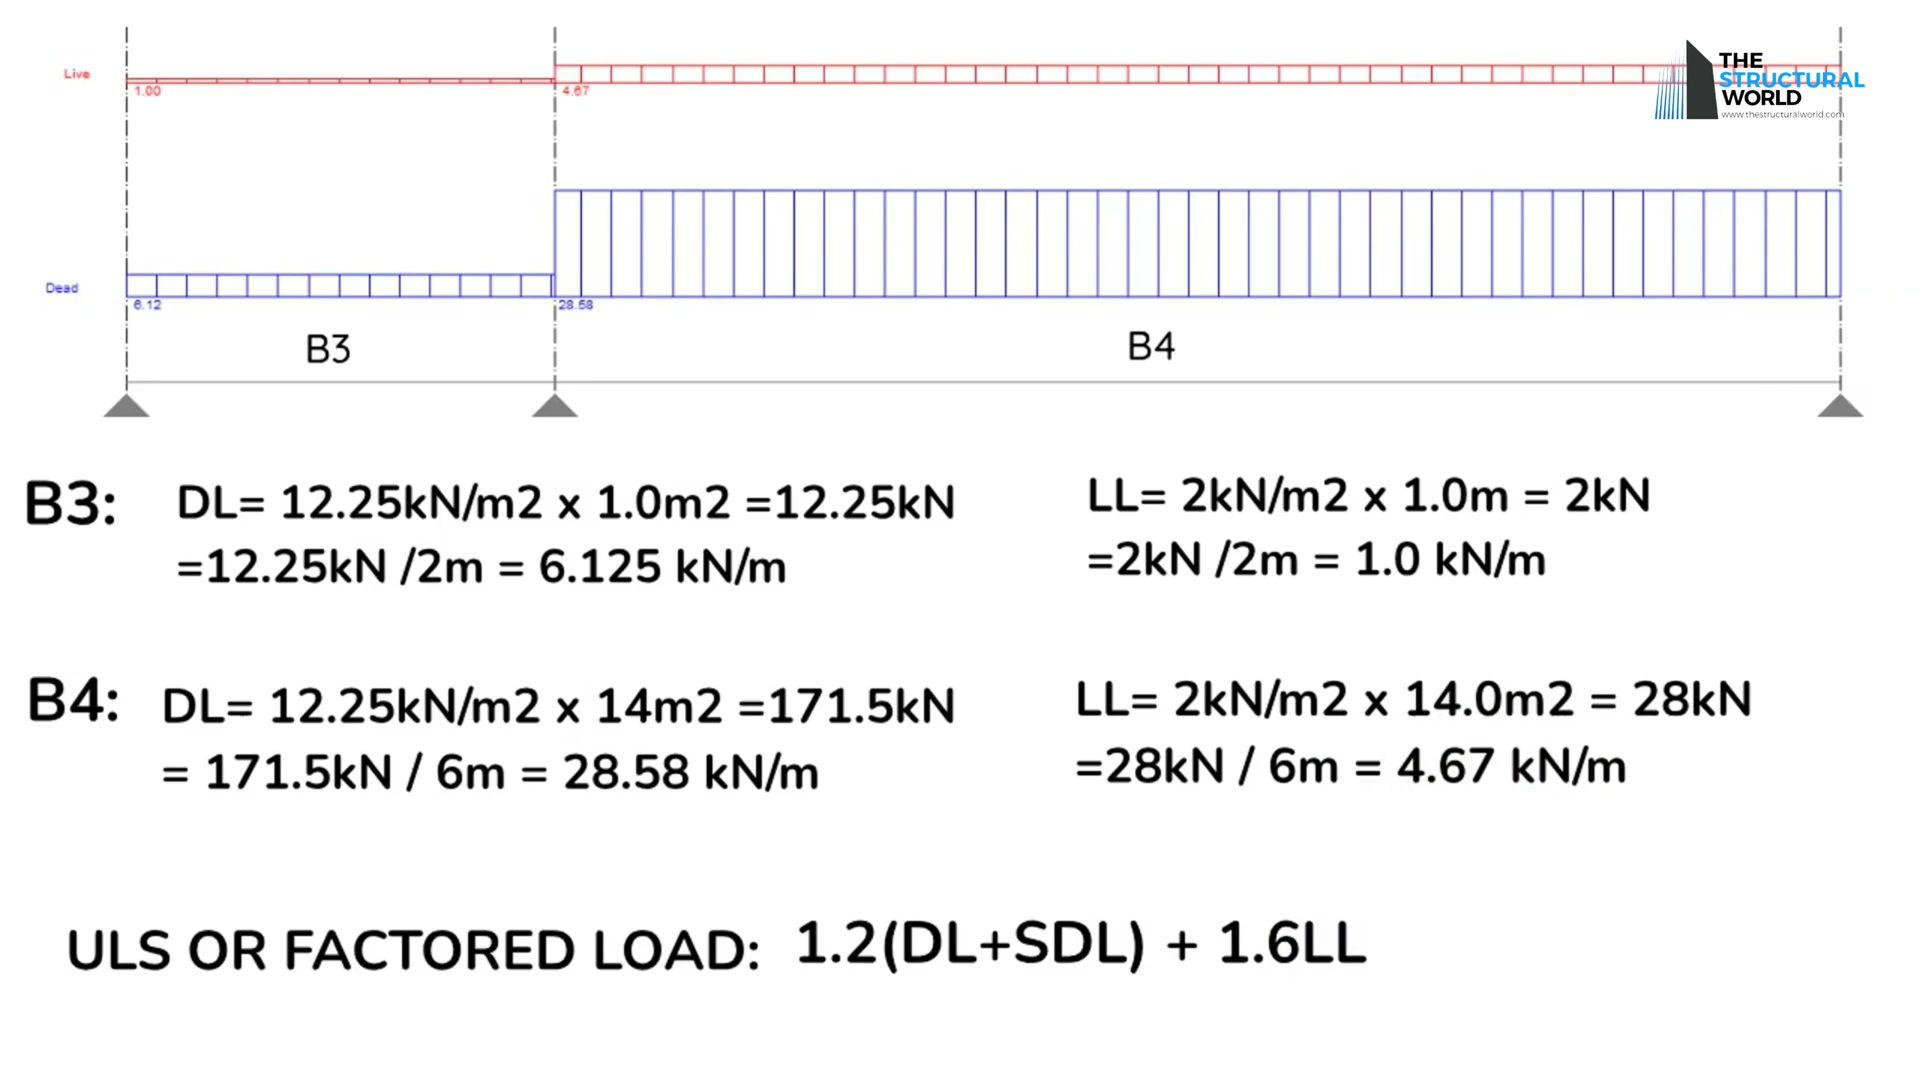 Live
1.00
4.67
THE
STRUCTURAL
WORLD
www.thestructuralworld.com
Dead
6.12
28.58
B3
B4
B3: DL= 12.25kN/m2 x 1.0m2 =12.25kN
=12.25kN /2m = 6.125 kN/m
LL= 2kN/m2 x 1.0m = 2kN
=2kN /2m = 1.0 kN/m
B4: DL= 12.25kN/m2 x 14m2 =171.5kN
= 171.5kN / 6m = 28.58 kN/m
LL= 2kN/m2 x 14.0m2 = 28kN
=28kN / 6m = 4.67 kN/m
ULS OR FACTORED LOAD: 1.2(DL+SDL) + 1.6LL